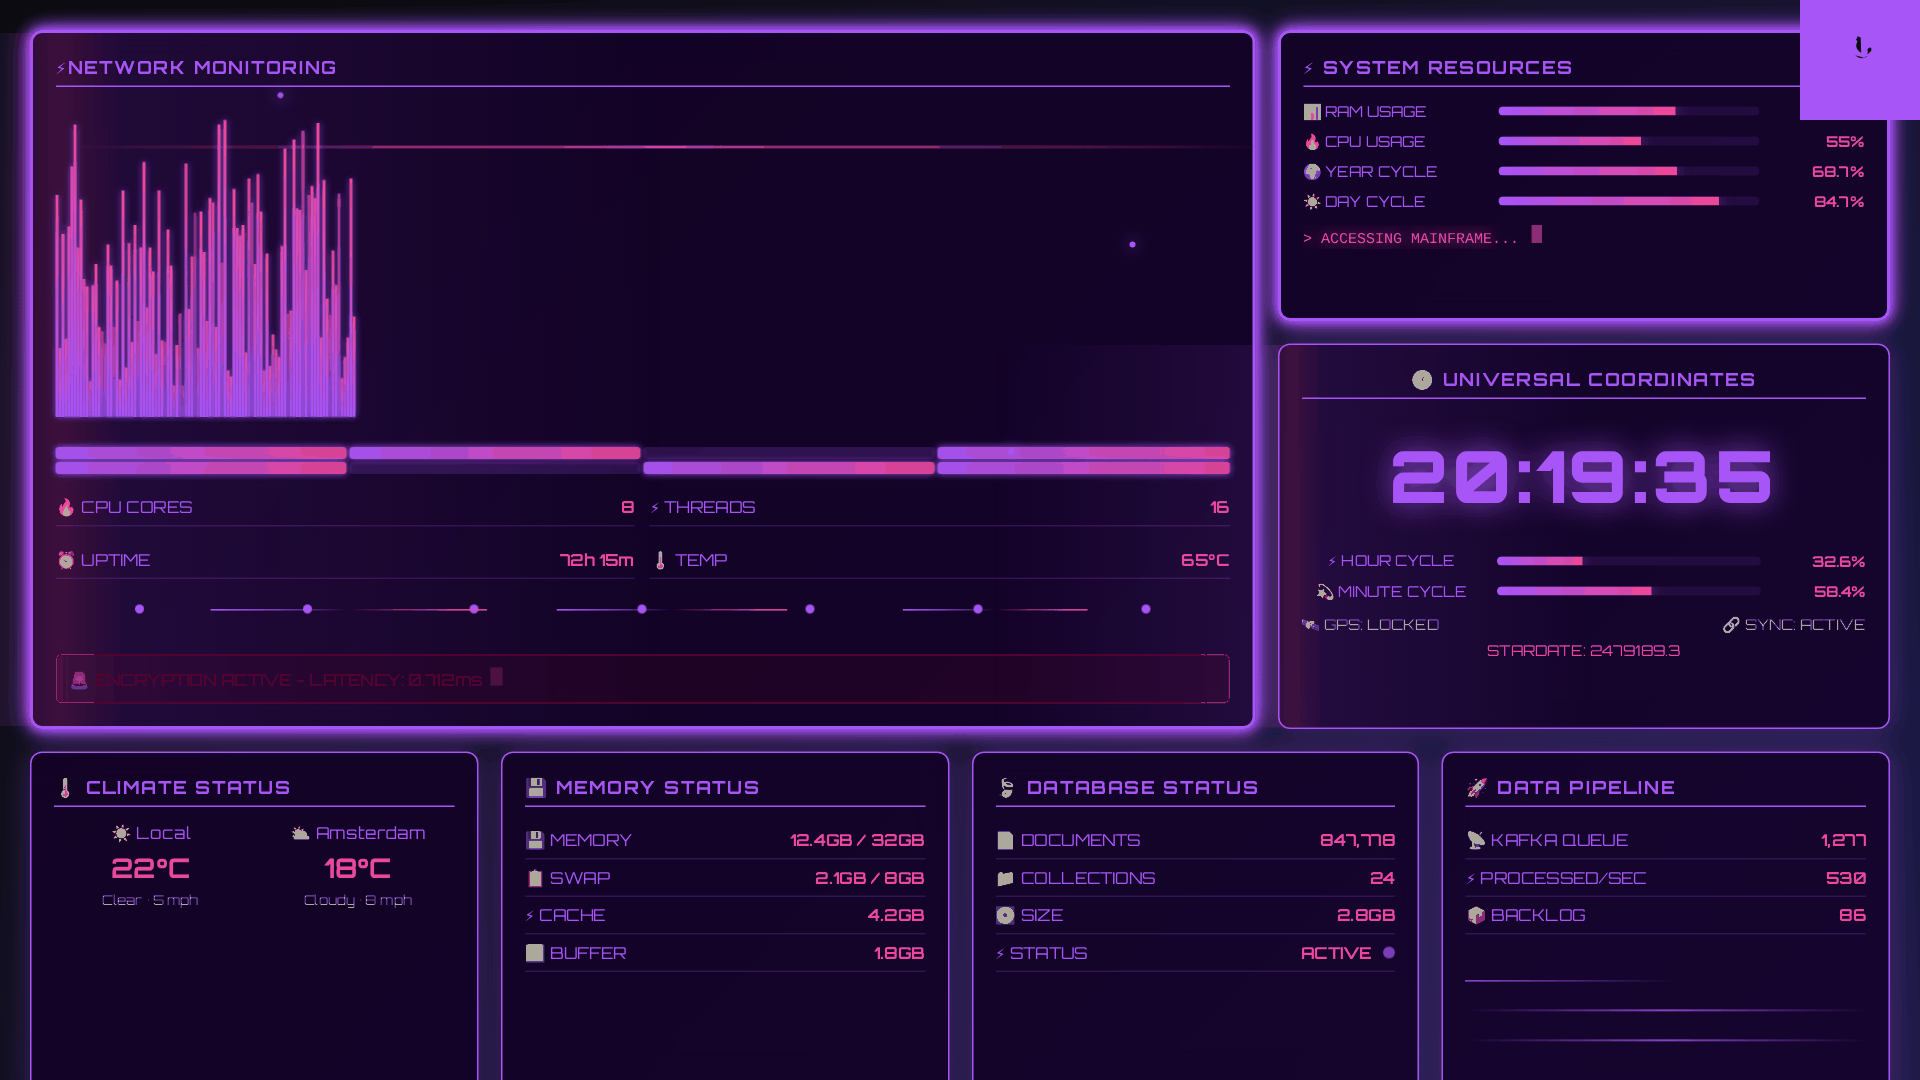 ⚡NETWORK MONITORING
CPU CORES 8
THREADS 16
UPTIME 72h 15m
TEMP 65°C
ENCRYPTION ACTIVE - LATENCY: 0.712ms
SYSTEM RESOURCES
RAM USAGE
CPU USAGE 55%
YEAR CYCLE 68.7%
DAY CYCLE 84.7%
> ACCESSING MAINFRAME...
UNIVERSAL COORDINATES
20:19:35
HOUR CYCLE 32.6%
MINUTE CYCLE 58.4%
GPS: LOCKED
SYNC: ACTIVE
STARDATE: 2479189.3
CLIMATE STATUS
Local
22°C
Clear · 5 mph
Amsterdam
18°C
Cloudy · 8 mph
MEMORY STATUS
MEMORY 12.4GB / 32GB
SWAP 2.1GB / 8GB
CACHE 4.2GB
BUFFER 1.8GB
DATABASE STATUS
DOCUMENTS 847,778
COLLECTIONS 24
SIZE 2.8GB
STATUS ACTIVE
DATA PIPELINE
KAFKA QUEUE 1,277
PROCESSED/SEC 530
BACKLOG 86